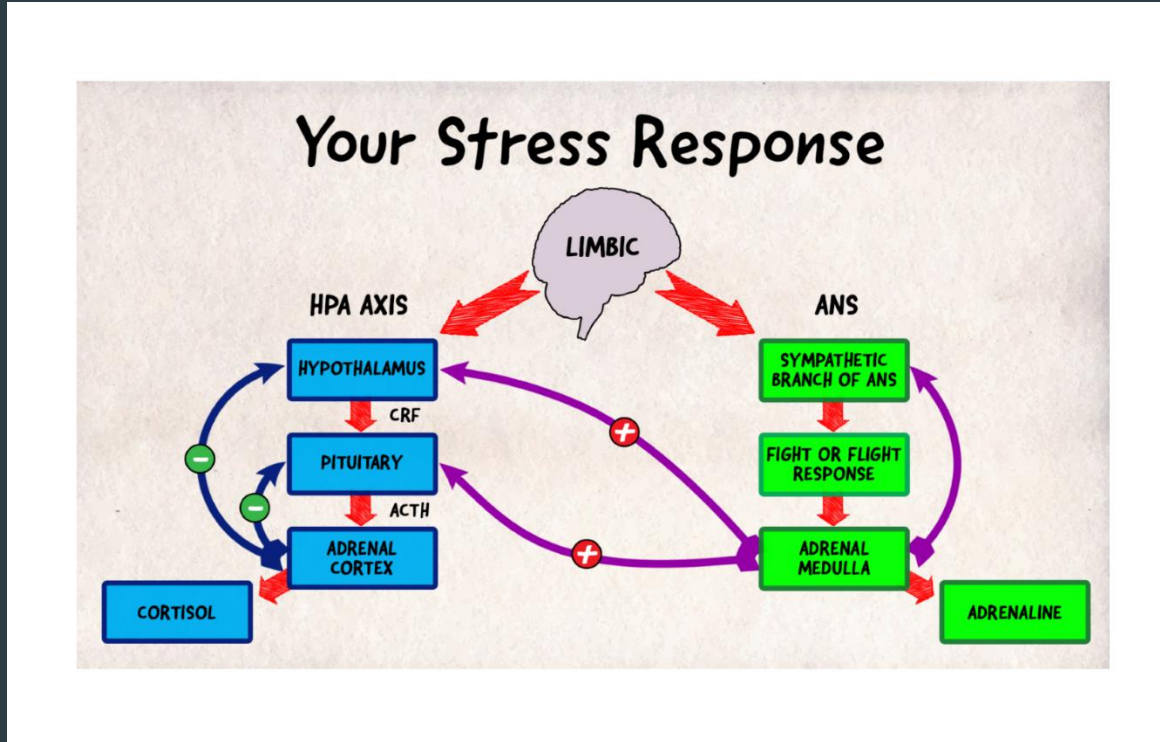 Your Stress Response
LIMBIC
HPA AXIS
ANS
HYPOTHALAMUS
SYMPATHETIC
BRANCH OF ANS
CRF
PITUITARY
FIGHT OR FLIGHT
RESPONSE
ACTH
ADRENAL
CORTEX
ADRENAL
MEDULLA
CORTISOL
ADRENALINE